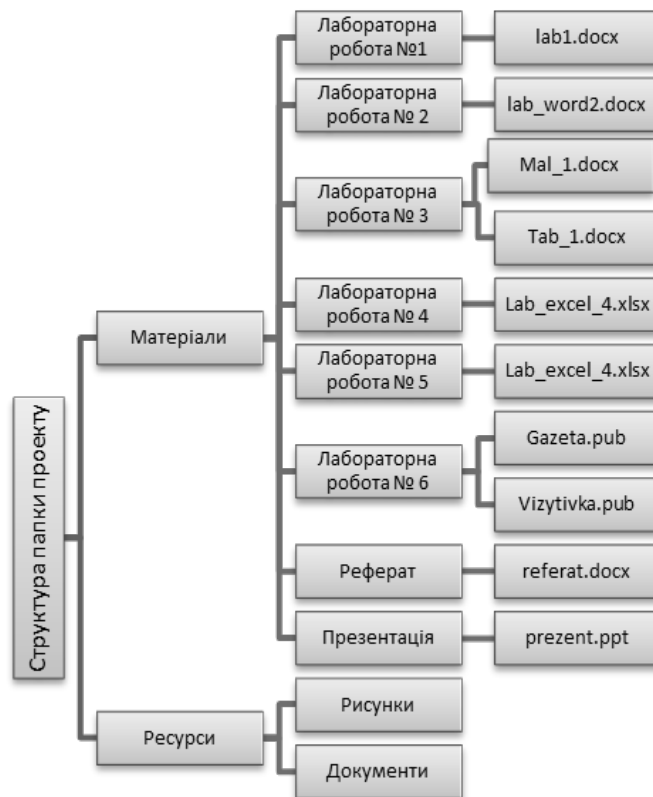 Структура папки проекту
Матеріали
Лабораторна
робота №1
lab1.docx
Лабораторна
робота № 2
lab_word2.docx
Лабораторна
робота № 3
Mal_1.docx
Tab_1.docx
Лабораторна
робота № 4
Lab_excel_4.xlsx
Лабораторна
робота № 5
Lab_excel_4.xlsx
Лабораторна
робота № 6
Gazeta.pub
Vizytivka.pub
Реферат
referat.docx
Презентація
prezent.ppt
Ресурси
Рисунки
Документи